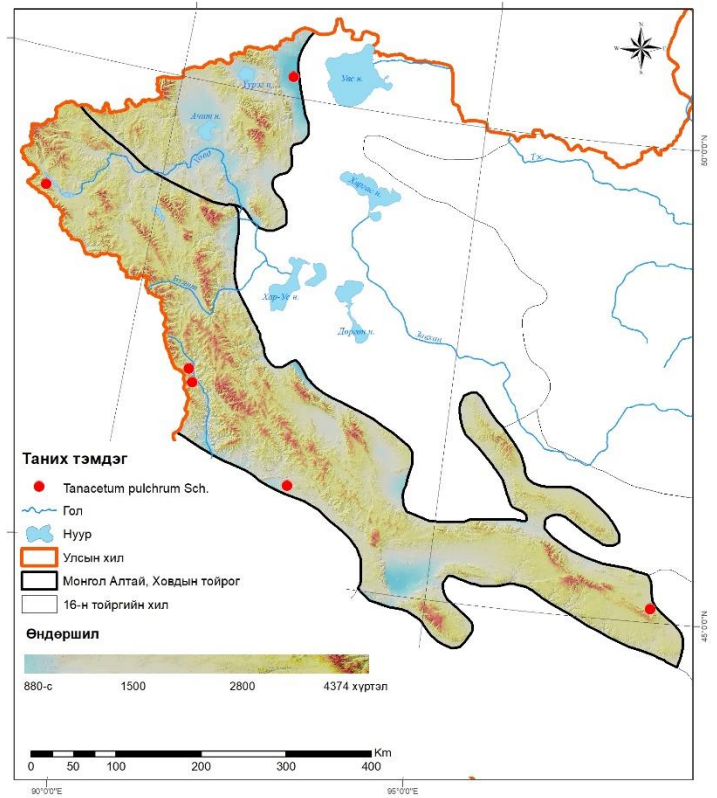 N
W
S
Увс н.
Үүрэг н.
Ачит н.
Ховд
Хяргас н.
Тэс
50°0'0"N
Хар-Ус н.
Буянт
Дөргөн н.
Завхан
Таних тэмдэг
Tanacetum pulchrum Sch.
Гол
Нуур
Улсын хил
Монгол Алтай, Ховдын тойрог
16-н тойргийн хил
45°0'0"N
Өндөршил
880-с 1500 2800 4374 хүртэл
Km
0 50 100 200 300 400
90°0'0"E 95°0'0"E